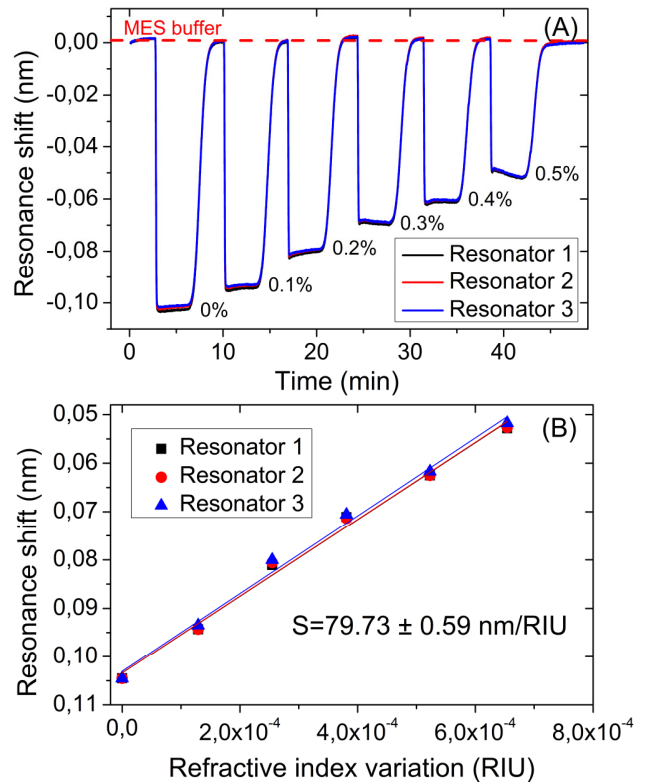 MES buffer
(A)
0,00
-0,02
-0,04
-0,06
-0,08
-0,10
Resonance shift (nm)
0%
0.1%
0.2%
0.3%
0.4%
0.5%
Resonator 1
Resonator 2
Resonator 3
0
10
20
30
40
Time (min)
(B)
0,05
0,06
0,07
0,08
0,09
0,10
0,11
Resonance shift (nm)
Resonator 1
Resonator 2
Resonator 3
S=79.73 ± 0.59 nm/RIU
0,0
2,0x10⁻⁴
4,0x10⁻⁴
6,0x10⁻⁴
8,0x10⁻⁴
Refractive index variation (RIU)